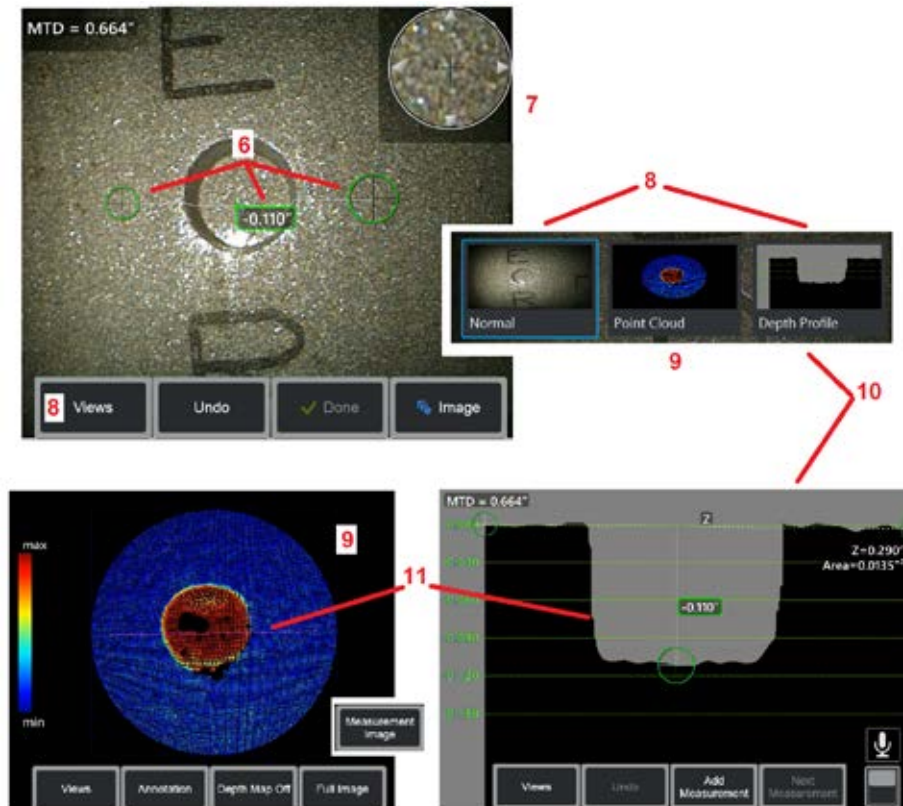 MTD = 0.664"
E
7
6
-0.110"
8
Normal
Point Cloud
Depth Profile
9
10
8
Views
Undo
Done
Image
MTD = 0.664"
Z
max
9
Z=0.290"
11
-0.110"
min
Measurement
Image
Views
Annotation
Depth Map Off
Full Image
Views
Undo
Add
Measurement
Next
Measurement